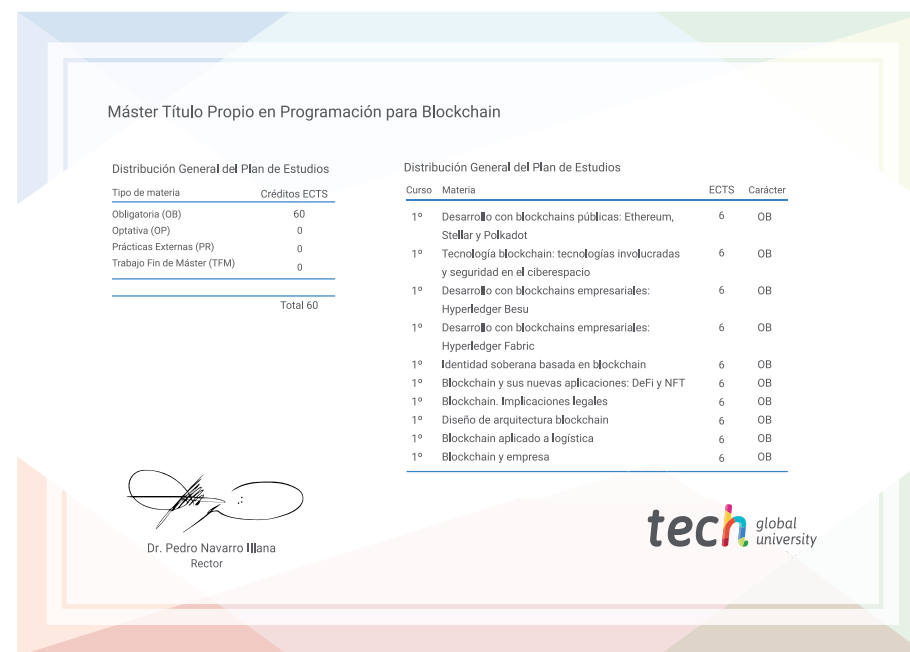 Máster Título Propio en Programación para Blockchain
Distribución General del Plan de Estudios
Tipo de materia Créditos ECTS
Obligatoria (OB) 60
Optativa (OP) 0
Prácticas Externas (PR) 0
Trabajo Fin de Máster (TFM) 0
Total 60
Distribución General del Plan de Estudios
Curso Materia ECTS Carácter
1º Desarrollo con blockchains públicas: Ethereum, 6 OB
Stellar y Polkadot
1º Tecnología blockchain: tecnologías involucradas 6 OB
y seguridad en el ciberespacio
1º Desarrollo con blockchains empresariales: 6 OB
Hyperledger Besu
1º Desarrollo con blockchains empresariales: 6 OB
Hyperledger Fabric
1º Identidad soberana basada en blockchain 6 OB
1º Blockchain y sus nuevas aplicaciones: DeFi y NFT 6 OB
1º Blockchain. Implicaciones legales 6 OB
1º Diseño de arquitectura blockchain 6 OB
1º Blockchain aplicado a logística 6 OB
1º Blockchain y empresa 6 OB
Dr. Pedro Navarro Illana
Rector
tech global
university